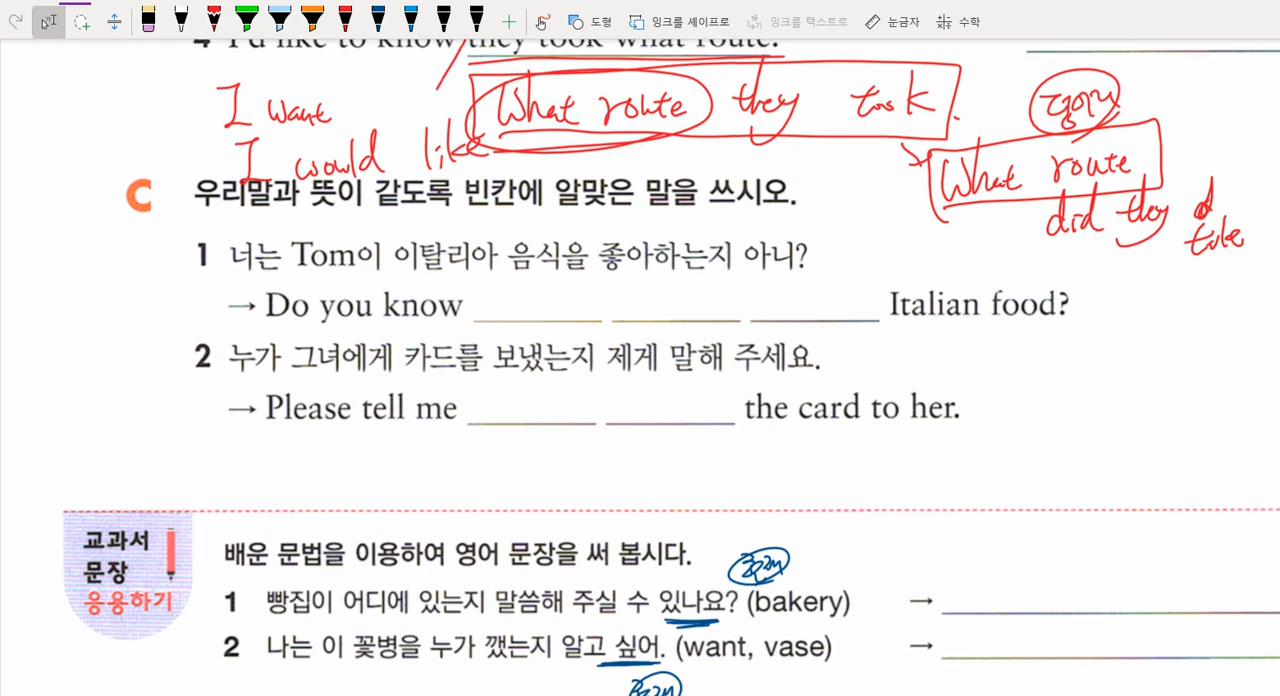 도형 잉크를 셰이프로 잉크를 텍스트로 눈금자 수학
4 I'd like to know they took what route.
What route they took.
I want
I would like
What route
did they take
C 우리말과 뜻이 같도록 빈칸에 알맞은 말을 쓰시오.
1 너는 Tom이 이탈리아 음식을 좋아하는지 아니?
→ Do you know ___ ___ ___ Italian food?
2 누가 그녀에게 카드를 보냈는지 제게 말해 주세요.
→ Please tell me ___ ___ the card to her.
교과서
문장
응용하기
배운 문법을 이용하여 영어 문장을 써 봅시다.
1 빵집이 어디에 있는지 말씀해 주실 수 있나요? (bakery) →
2 나는 이 꽃병을 누가 깼는지 알고 싶어. (want, vase) →